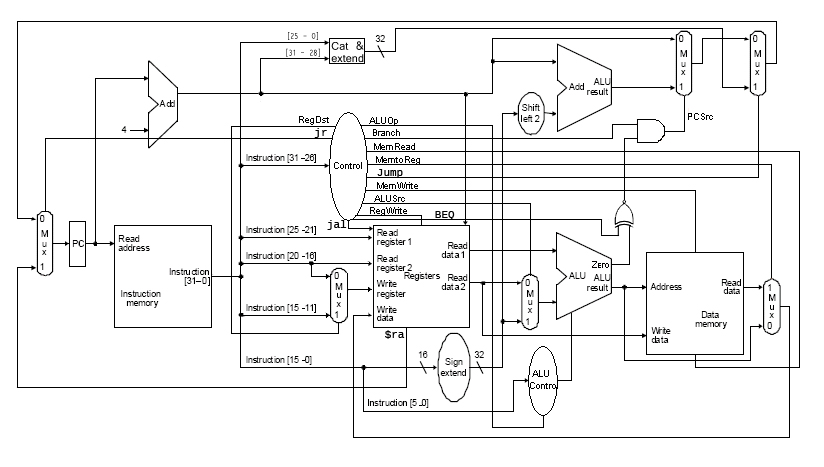 [25 - 0]
[31 - 28]
Cat &
extend
32
0
M
u
x
1
0
M
u
x
1
Add
4
Add
ALU
result
Shift
left 2
PCSrc
RegDst
jr
ALUOp
Branch
MemRead
MemtoReg
Jump
MemWrite
ALUSrc
RegWrite
BEQ
jal
Control
Instruction [31-26]
0
M
u
x
1
PC
Read
address
Instruction
[31-0]
Instruction
memory
Instruction [25-21]
Instruction [20-16]
Instruction [15-11]
Instruction [15-0]
0
M
u
x
1
Read
register 1
Read
register 2
Registers
Write
register
Write
data
Read
data 1
Read
data 2
$ra
0
M
u
x
1
Zero
ALU
ALU
result
Address
Read
data
Data
memory
Write
data
1
M
u
x
0
16
Sign
extend
32
ALU
Control
Instruction [5-0]